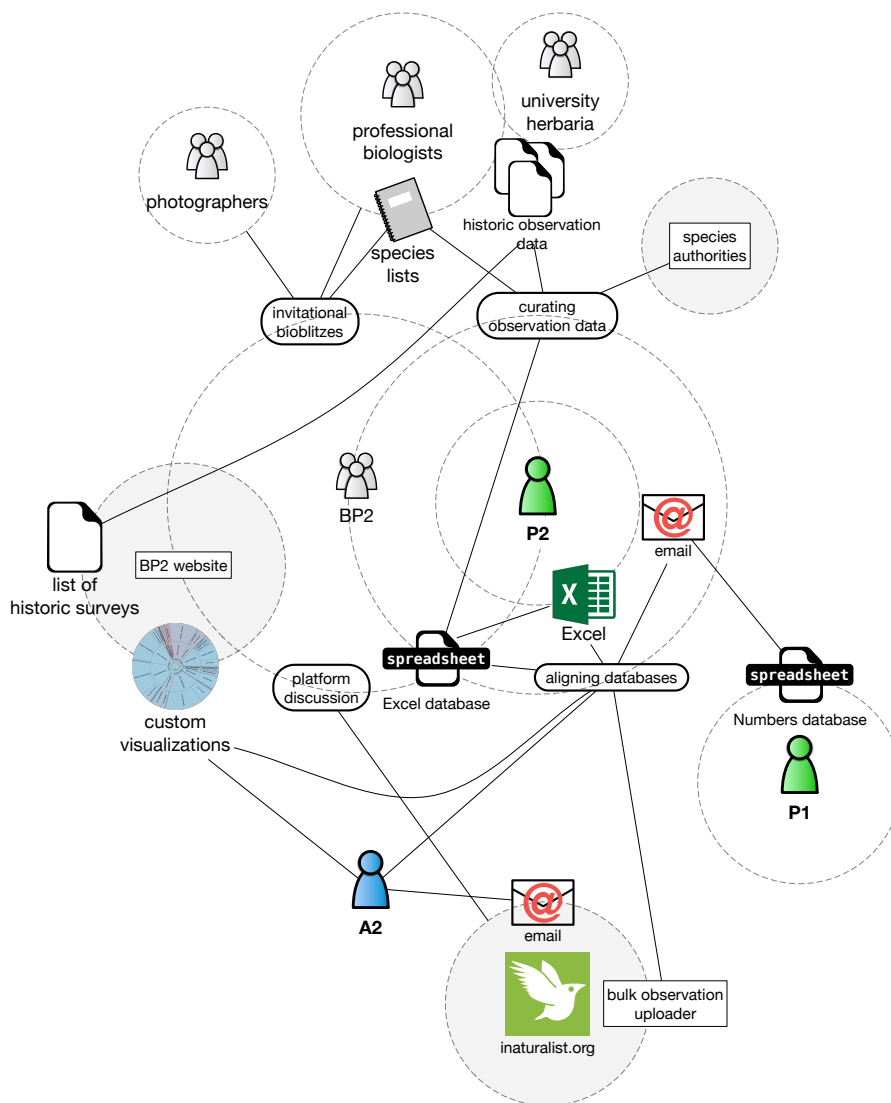 university
herbaria
professional
biologists
photographers
historic observation
data
species
lists
species
authorities
invitational
bioblitzes
curating
observation data
BP2
P2
@
email
list of
historic surveys
BP2 website
X
Excel
spreadsheet
Excel database
aligning databases
spreadsheet
Numbers database
platform
discussion
custom
visualizations
P1
A2
@
email
inaturalist.org
bulk observation
uploader